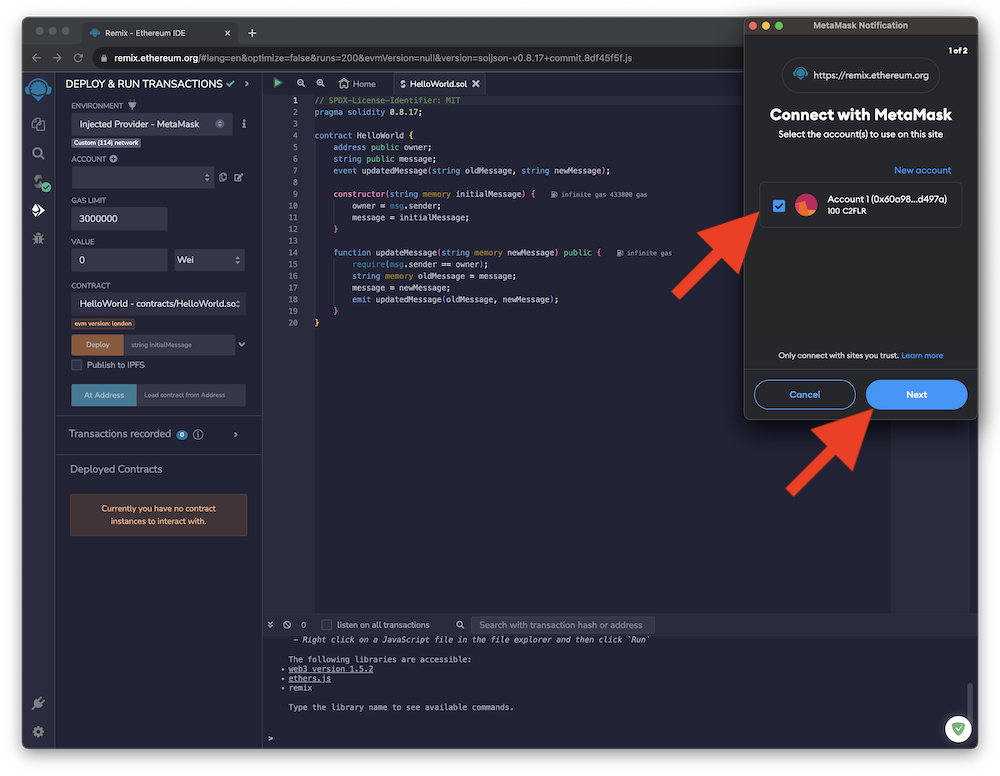 Remix - Ethereum IDE
remix.ethereum.org/#lang=en&optimize=false&runs=200&evmVersion=null&version=soljson-v0.8.17+commit.8df45f5f.js
DEPLOY & RUN TRANSACTIONS
ENVIRONMENT
Injected Provider - MetaMask
Custom (114) network
ACCOUNT
GAS LIMIT
3000000
VALUE
0
Wei
CONTRACT
HelloWorld - contracts/HelloWorld.so
evm version: london
Deploy
string initialMessage
Publish to IPFS
At Address
Load contract from Address
Transactions recorded 0
Deployed Contracts
Currently you have no contract
instances to interact with.
Home
HelloWorld.sol
1 // SPDX-License-Identifier: MIT
2 pragma solidity 0.8.17;
3
4 contract HelloWorld {
5 address public owner;
6 string public message;
7 event updatedMessage(string oldMessage, string newMessage);
8
9 constructor(string memory initialMessage) { infinite gas 433800 gas
10 owner = msg.sender;
11 message = initialMessage;
12 }
13
14 function updateMessage(string memory newMessage) public { infinite gas
15 require(msg.sender == owner);
16 string memory oldMessage = message;
17 message = newMessage;
18 emit updatedMessage(oldMessage, newMessage);
19 }
20 }
0
listen on all transactions
Search with transaction hash or address
- Right click on a JavaScript file in the file explorer and then click `Run`
The following libraries are accessible:
• web3 version 1.5.2
• ethers.js
• remix
Type the library name to see available commands.
>
MetaMask Notification
1 of 2
https://remix.ethereum.org
Connect with MetaMask
Select the account(s) to use on this site
New account
Account 1 (0x60a98...d497a)
100 C2FLR
Only connect with sites you trust. Learn more
Cancel
Next